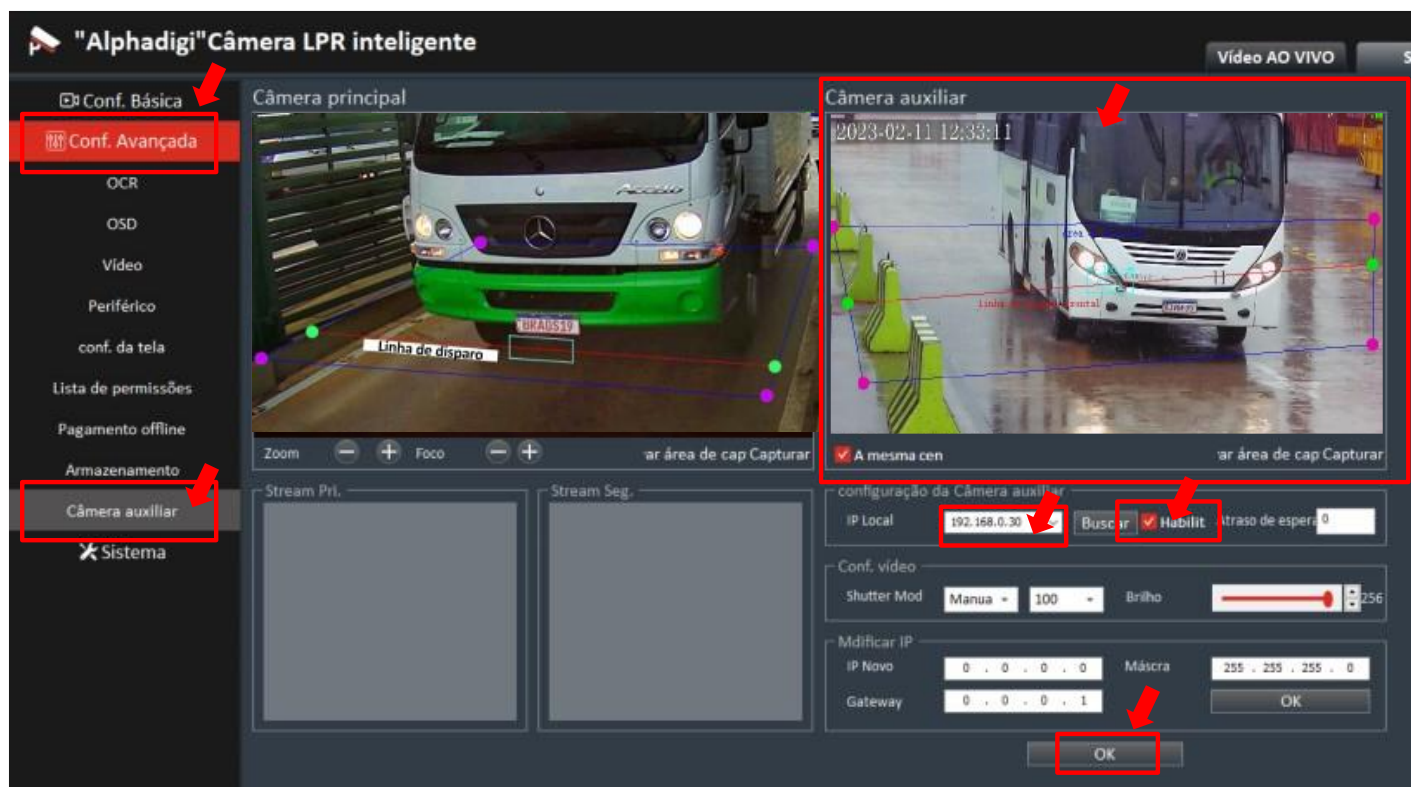 "Alphadigi"Câmera LPR inteligente
Vídeo AO VIVO
S
Conf. Básica
Conf. Avançada
OCR
OSD
Vídeo
Periférico
conf. da tela
Lista de permissões
Pagamento offline
Armazenamento
Câmera auxiliar
Sistema
Câmera principal
BRA0S19
Linha de disparo
Zoom
Foco
ar área de cap Capturar
Câmera auxiliar
2023-02-11 12:33:11
A mesma cen
ar área de cap Capturar
Stream Pri.
Stream Seg.
configuração da Câmera auxiliar
IP Local 192.168.0.30 Buscar Habilit Atraso de espera 0
Conf. vídeo
Shutter Mod Manua 100 Brilho 256
Mdificar IP
IP Novo 0 . 0 . 0 . 0 Máscra 255 . 255 . 255 . 0
Gateway 0 . 0 . 0 . 1 OK
OK